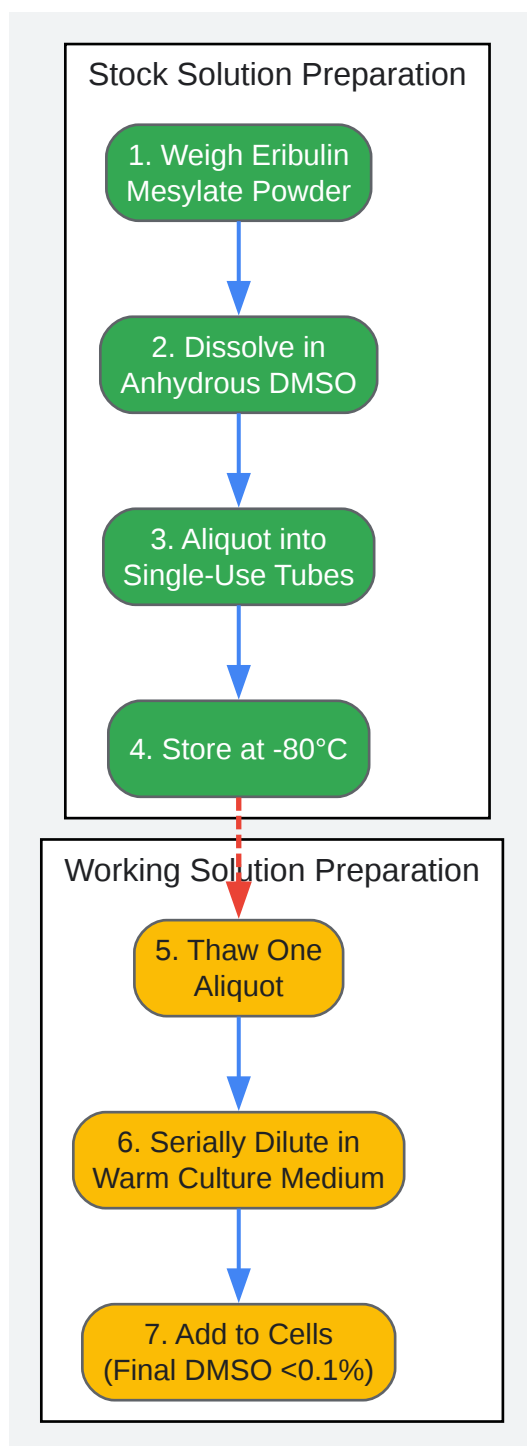 Stock Solution Preparation
1. Weigh Eribulin
Mesylate Powder
2. Dissolve in
Anhydrous DMSO
3. Aliquot into
Single-Use Tubes
4. Store at -80°C
Working Solution Preparation
5. Thaw One
Aliquot
6. Serially Dilute in
Warm Culture Medium
7. Add to Cells
(Final DMSO <0.1%)